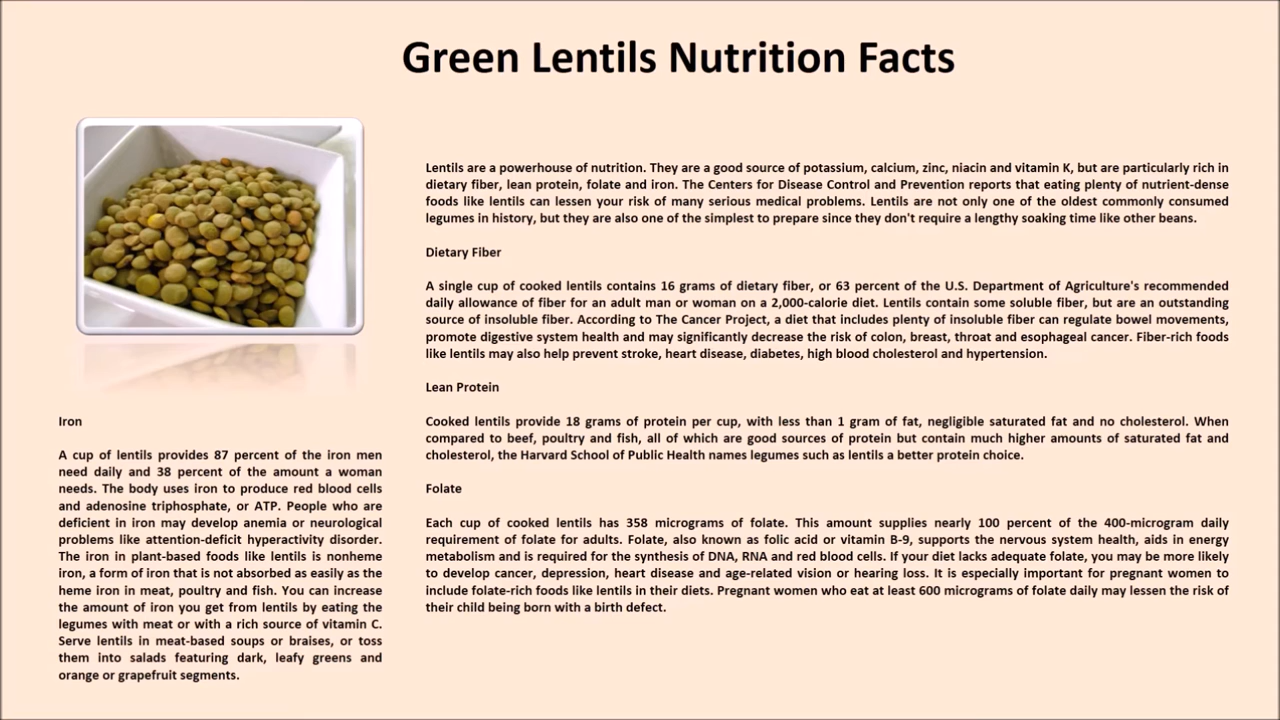 Green Lentils Nutrition Facts
Lentils are a powerhouse of nutrition. They are a good source of potassium, calcium, zinc, niacin and vitamin K, but are particularly rich in
dietary fiber, lean protein, folate and iron. The Centers for Disease Control and Prevention reports that eating plenty of nutrient-dense
foods like lentils can lessen your risk of many serious medical problems. Lentils are not only one of the oldest commonly consumed
legumes in history, but they are also one of the simplest to prepare since they don't require a lengthy soaking time like other beans.
Dietary Fiber
A single cup of cooked lentils contains 16 grams of dietary fiber, or 63 percent of the U.S. Department of Agriculture's recommended
daily allowance of fiber for an adult man or woman on a 2,000-calorie diet. Lentils contain some soluble fiber, but are an outstanding
source of insoluble fiber. According to The Cancer Project, a diet that includes plenty of insoluble fiber can regulate bowel movements,
promote digestive system health and may significantly decrease the risk of colon, breast, throat and esophageal cancer. Fiber-rich foods
like lentils may also help prevent stroke, heart disease, diabetes, high blood cholesterol and hypertension.
Lean Protein
Cooked lentils provide 18 grams of protein per cup, with less than 1 gram of fat, negligible saturated fat and no cholesterol. When
compared to beef, poultry and fish, all of which are good sources of protein but contain much higher amounts of saturated fat and
cholesterol, the Harvard School of Public Health names legumes such as lentils a better protein choice.
Folate
Each cup of cooked lentils has 358 micrograms of folate. This amount supplies nearly 100 percent of the 400-microgram daily
requirement of folate for adults. Folate, also known as folic acid or vitamin B-9, supports the nervous system health, aids in energy
metabolism and is required for the synthesis of DNA, RNA and red blood cells. If your diet lacks adequate folate, you may be more likely
to develop cancer, depression, heart disease and age-related vision or hearing loss. It is especially important for pregnant women to
include folate-rich foods like lentils in their diets. Pregnant women who eat at least 600 micrograms of folate daily may lessen the risk of
their child being born with a birth defect.
Iron
A cup of lentils provides 87 percent of the iron men
need daily and 38 percent of the amount a woman
needs. The body uses iron to produce red blood cells
and adenosine triphosphate, or ATP. People who are
deficient in iron may develop anemia or neurological
problems like attention-deficit hyperactivity disorder.
The iron in plant-based foods like lentils is nonheme
iron, a form of iron that is not absorbed as easily as the
heme iron in meat, poultry and fish. You can increase
the amount of iron you get from lentils by eating the
legumes with meat or with a rich source of vitamin C.
Serve lentils in meat-based soups or braises, or toss
them into salads featuring dark, leafy greens and
orange or grapefruit segments.